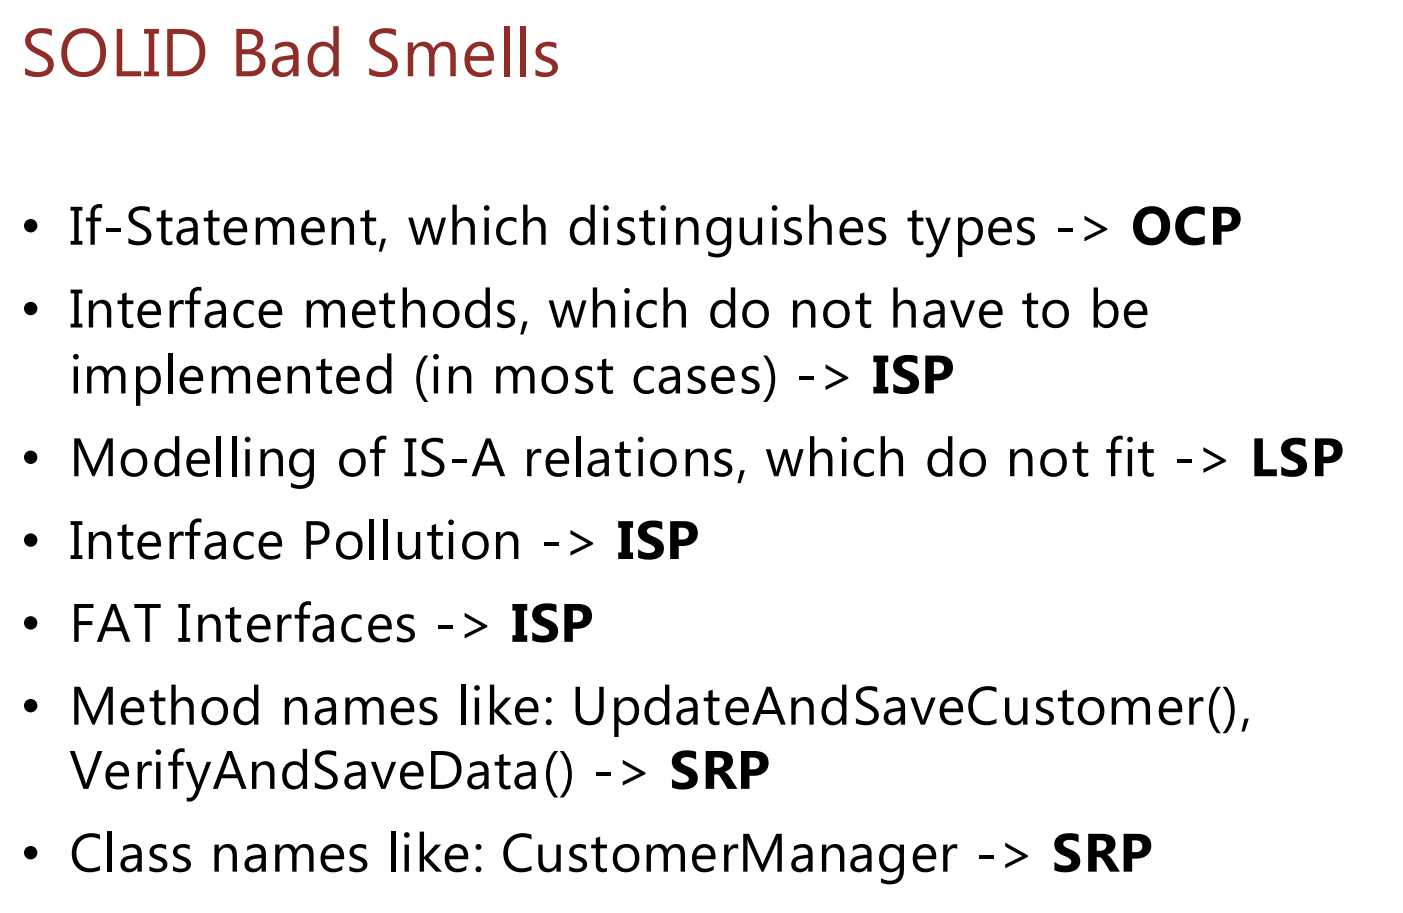 SOLID Bad Smells
• If-Statement, which distinguishes types -> OCP
• Interface methods, which do not have to be
implemented (in most cases) -> ISP
• Modelling of IS-A relations, which do not fit -> LSP
• Interface Pollution -> ISP
• FAT Interfaces -> ISP
• Method names like: UpdateAndSaveCustomer(),
VerifyAndSaveData() -> SRP
• Class names like: CustomerManager -> SRP